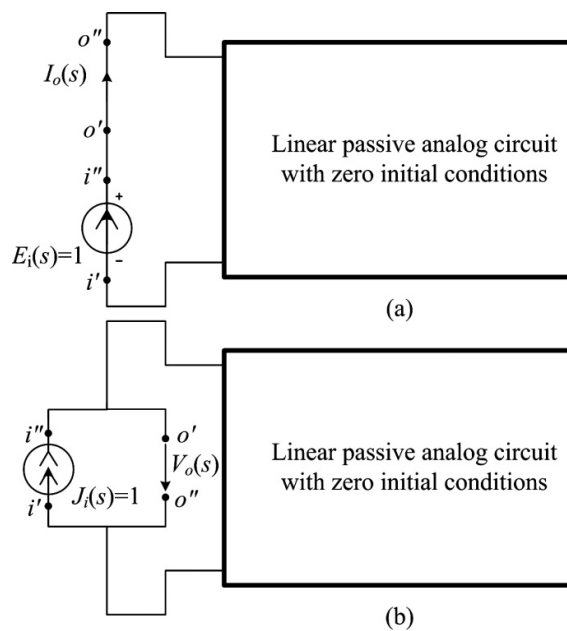 o″
I_o(s)
o′
i″
+
E_i(s)=1
−
i′
Linear passive analog circuit
with zero initial conditions
(a)
i″
o′
V_o(s)
J_i(s)=1
i′
o″
Linear passive analog circuit
with zero initial conditions
(b)